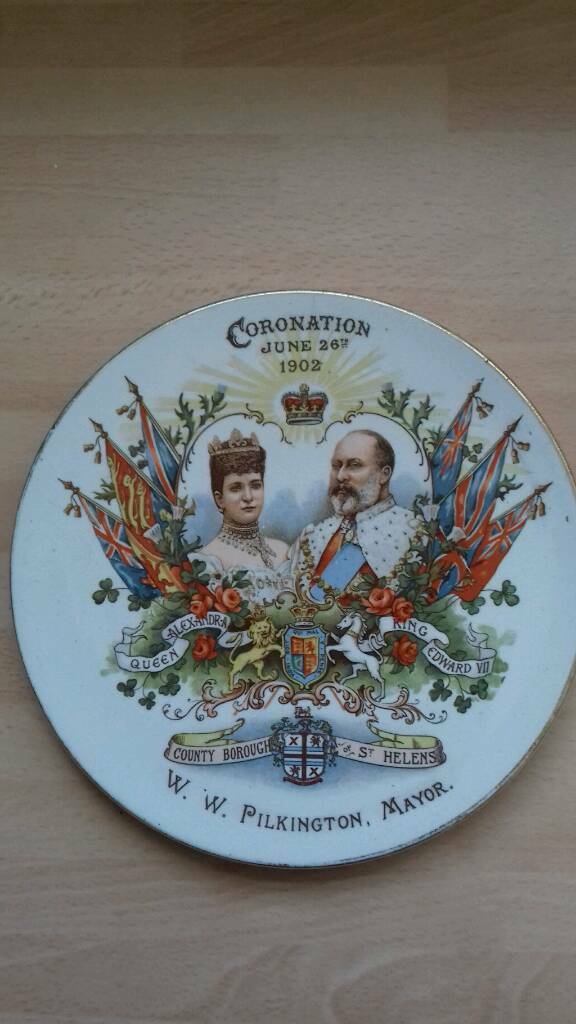 CORONATION
JUNE 26TH
1902
QUEEN ALEXANDRA
KING EDWARD VII
COUNTY BOROUGH of ST HELENS
W. W. PILKINGTON, MAYOR.